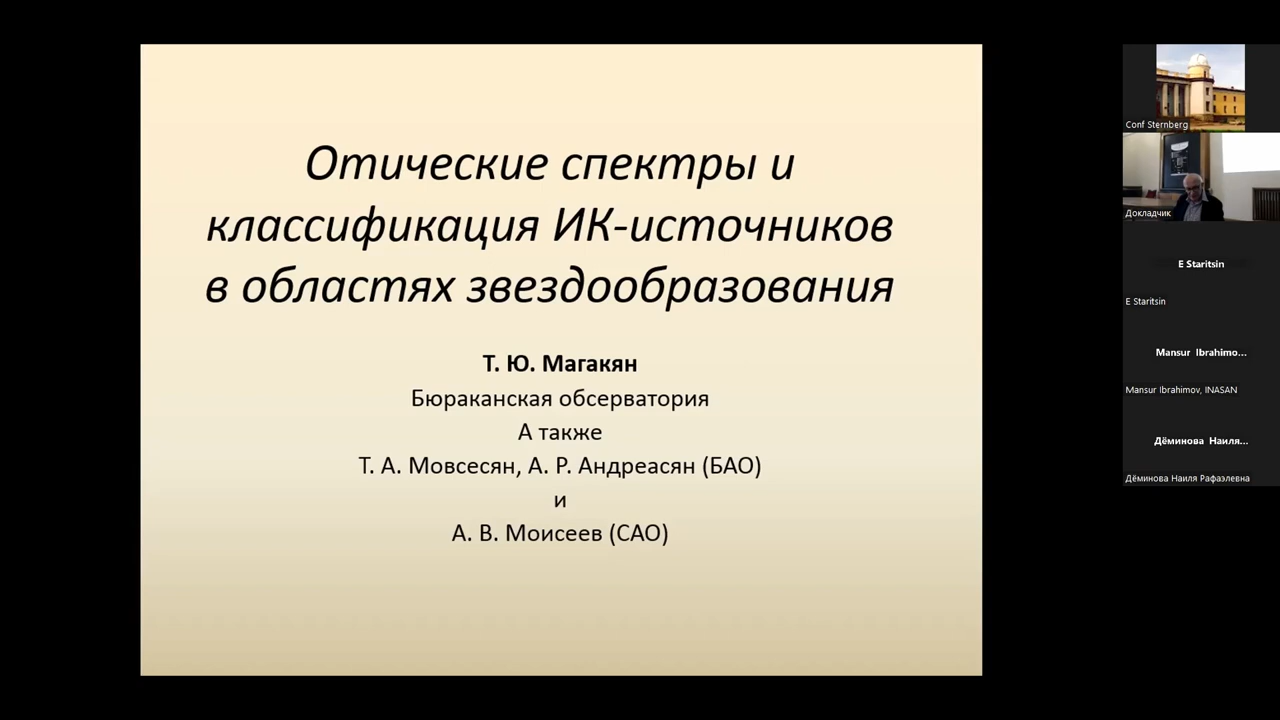 Отические спектры и
классификация ИК-источников
в областях звездообразования
Т. Ю. Магакян
Бюраканская обсерватория
А также
Т. А. Мовсесян, А. Р. Андреасян (БАО)
и
А. В. Моисеев (САО)
Conf Sternberg
Докладчик
E Staritsin
E Staritsin
Mansur Ibrahimo...
Mansur Ibrahimov, INASAN
Дёминова Наиля...
Дёминова Наиля Рафаэлевна